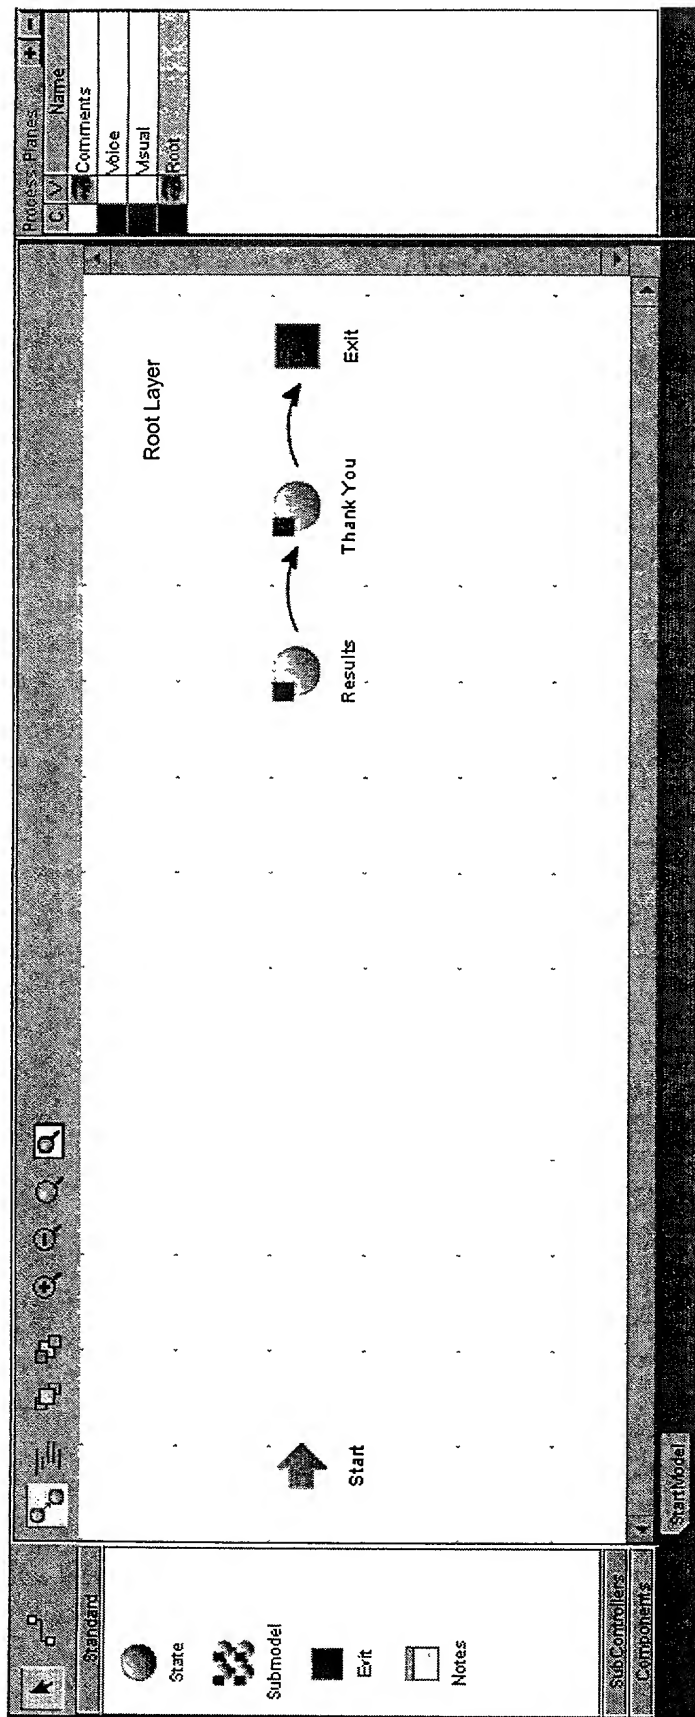 Standard
State
Submodel
Exit
Notes
SubControllers
Components
Root Layer
Start
Results
Thank You
Exit
StartModel
Process Planes
C V Name
Comments
Voice
Visual
Root